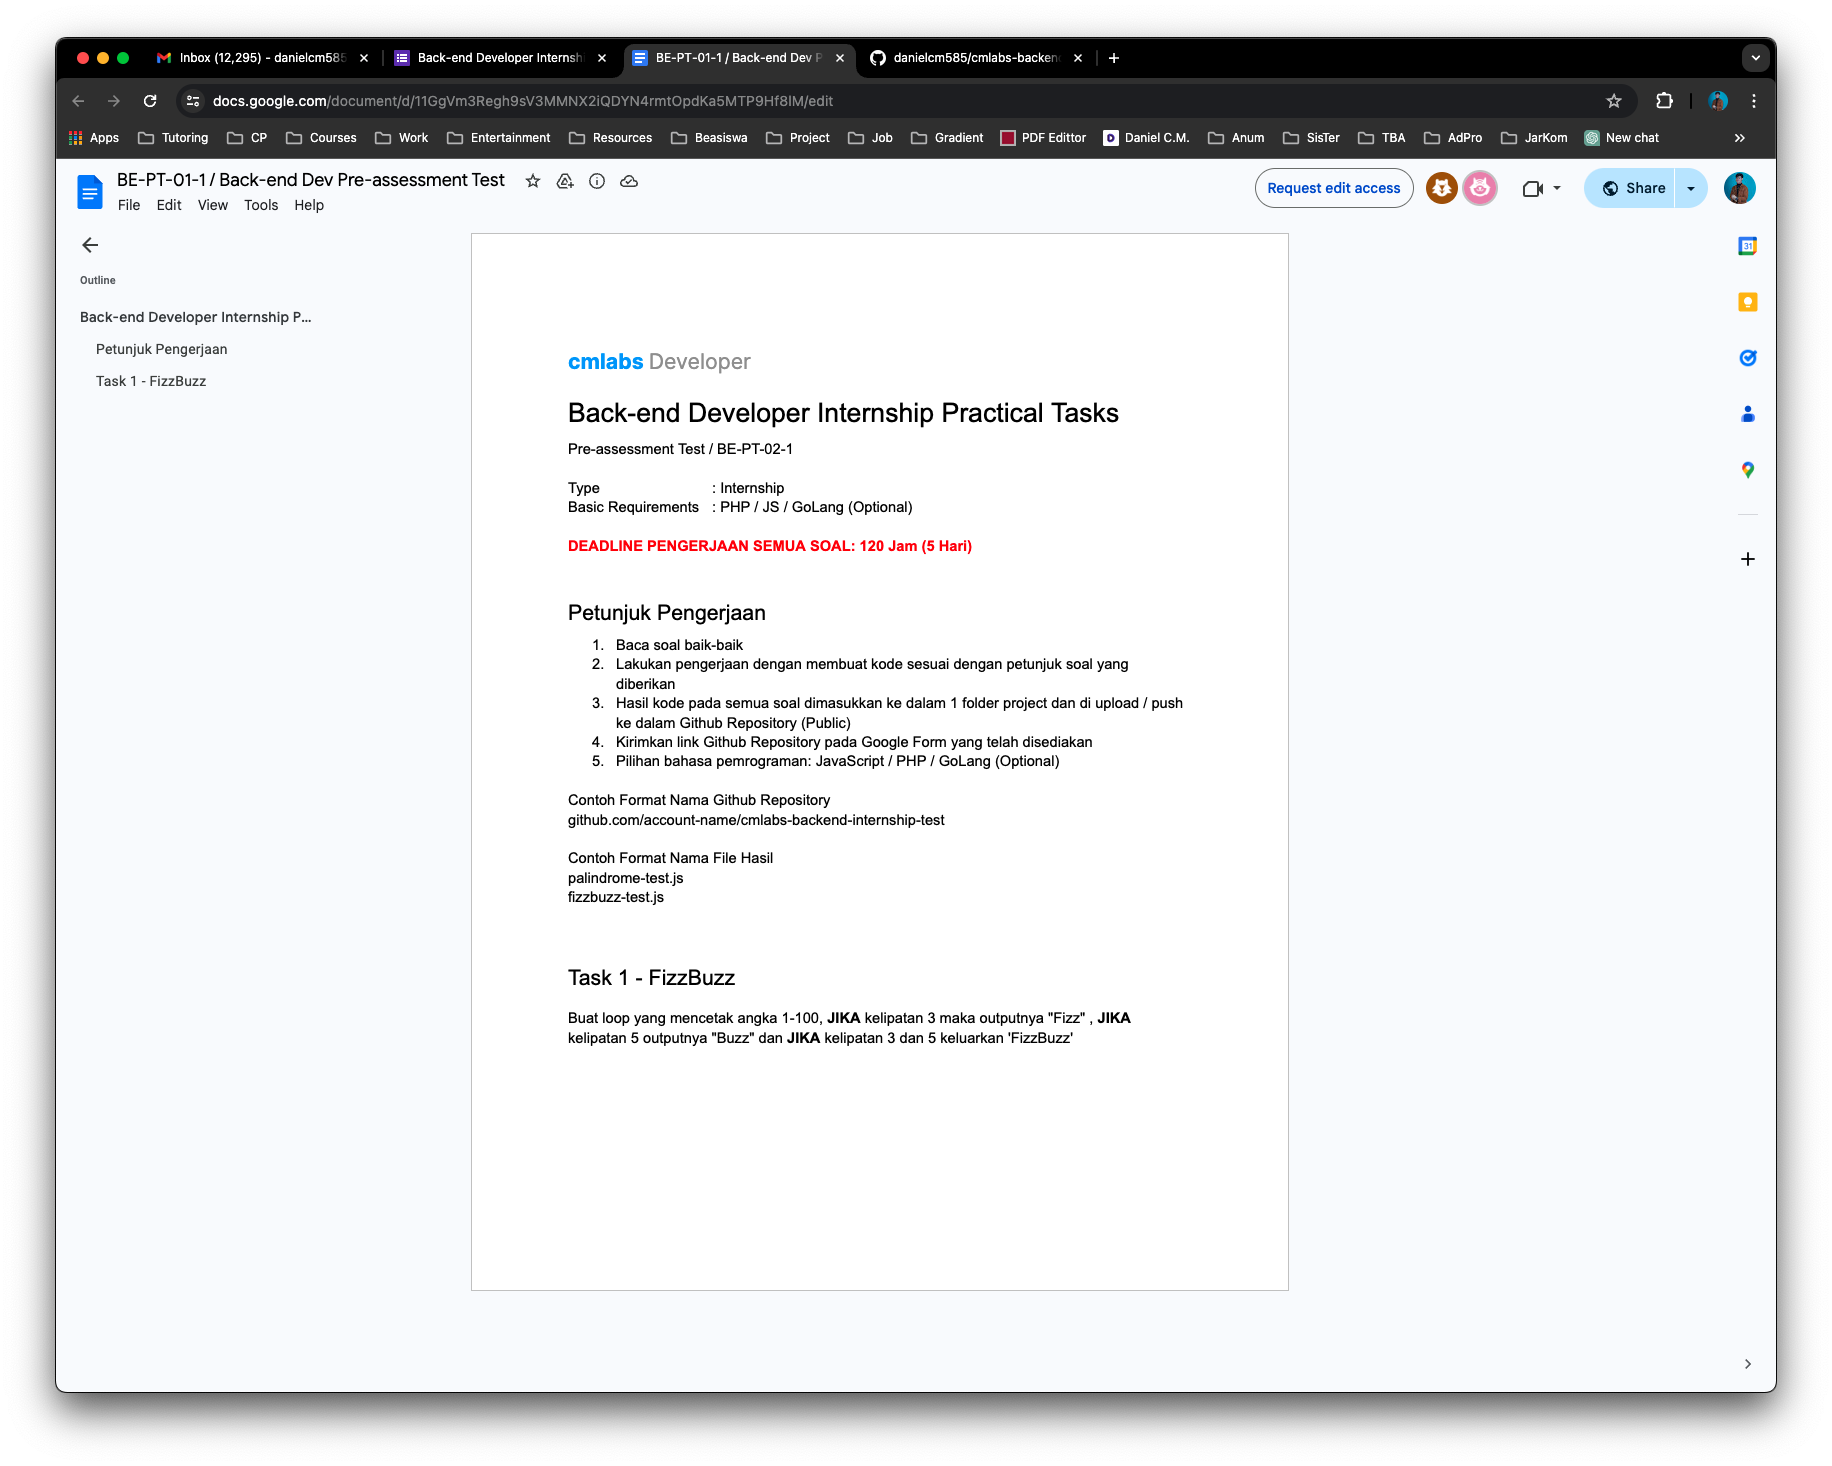 Inbox (12,295) - danielcm585
Back-end Developer Internsh
BE-PT-01-1 / Back-end Dev P
danielcm585/cmlabs-backen
docs.google.com/document/d/11GgVm3Regh9sV3MMNX2iQDYN4rmtOpdKa5MTP9Hf8lM/edit
Apps Tutoring CP Courses Work Entertainment Resources Beasiswa Project Job Gradient PDF Edittor Daniel C.M. Anum SisTer TBA AdPro JarKom New chat
BE-PT-01-1 / Back-end Dev Pre-assessment Test
File Edit View Tools Help
Request edit access
Share
Outline
Back-end Developer Internship P...
Petunjuk Pengerjaan
Task 1 - FizzBuzz
31
cmlabs Developer
Back-end Developer Internship Practical Tasks
Pre-assessment Test / BE-PT-02-1
Type : Internship
Basic Requirements : PHP / JS / GoLang (Optional)
DEADLINE PENGERJAAN SEMUA SOAL: 120 Jam (5 Hari)
Petunjuk Pengerjaan
1. Baca soal baik-baik
2. Lakukan pengerjaan dengan membuat kode sesuai dengan petunjuk soal yang
diberikan
3. Hasil kode pada semua soal dimasukkan ke dalam 1 folder project dan di upload / push
ke dalam Github Repository (Public)
4. Kirimkan link Github Repository pada Google Form yang telah disediakan
5. Pilihan bahasa pemrograman: JavaScript / PHP / GoLang (Optional)
Contoh Format Nama Github Repository
github.com/account-name/cmlabs-backend-internship-test
Contoh Format Nama File Hasil
palindrome-test.js
fizzbuzz-test.js
Task 1 - FizzBuzz
Buat loop yang mencetak angka 1-100, JIKA kelipatan 3 maka outputnya "Fizz" , JIKA
kelipatan 5 outputnya "Buzz" dan JIKA kelipatan 3 dan 5 keluarkan 'FizzBuzz'